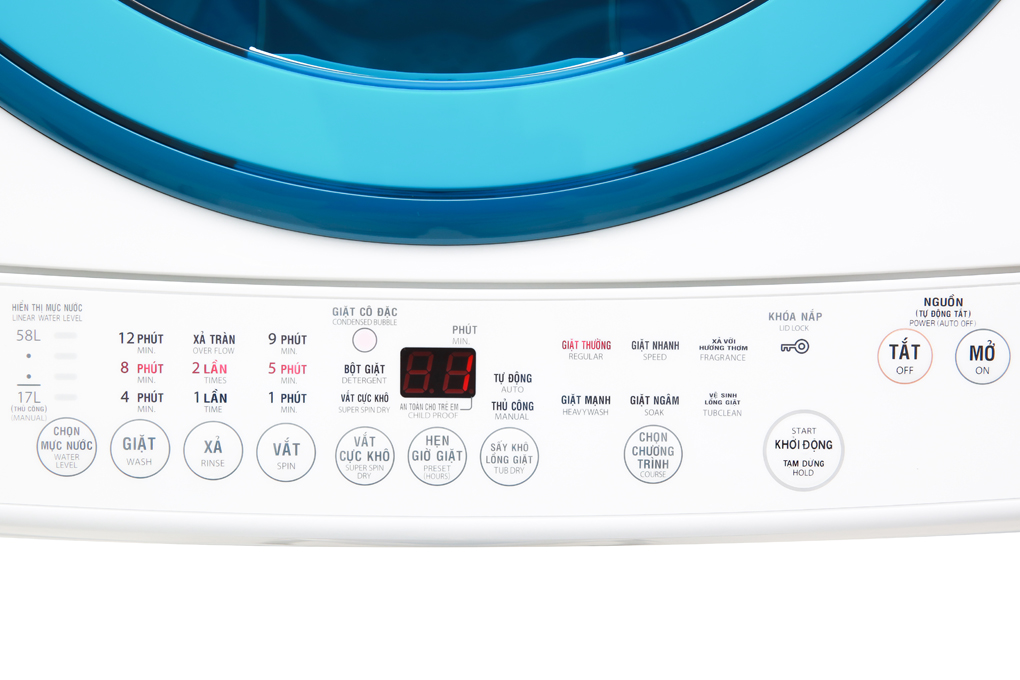 HIỂN THỊ MỰC NƯỚC
LINEAR WATER LEVEL
58L
17L
(THỦ CÔNG)
(MANUAL)
CHỌN
MỰC NƯỚC
WATER
LEVEL
12 PHÚT
MIN.
8 PHÚT
MIN.
4 PHÚT
MIN.
GIẶT
WASH
XẢ TRÀN
OVER FLOW
2 LẦN
TIMES
1 LẦN
TIME
XẢ
RINSE
9 PHÚT
MIN.
5 PHÚT
MIN.
1 PHÚT
MIN.
VẮT
SPIN
GIẶT CÔ ĐẶC
CONDENSED BUBBLE
BỘT GIẶT
DETERGENT
VẮT CỰC KHÔ
SUPER SPIN DRY
VẮT
CỰC KHÔ
SUPER SPIN
DRY
PHÚT
MIN.
1
AN TOÀN CHO TRẺ EM
CHILD PROOF
HẸN
GIỜ GIẶT
PRESET
(HOURS)
TỰ ĐỘNG
AUTO
THỦ CÔNG
MANUAL
SẤY KHÔ
LỒNG GIẶT
TUB DRY
GIẶT THƯỜNG
REGULAR
GIẶT NHANH
SPEED
XẢ VỚI
HƯƠNG THƠM
FRAGRANCE
GIẶT MẠNH
HEAVY WASH
GIẶT NGÂM
SOAK
VỆ SINH
LỒNG GIẶT
TUBCLEAN
CHỌN
CHƯƠNG
TRÌNH
COURSE
KHÓA NẮP
LID LOCK
START
KHỞI ĐỘNG
TẠM DỪNG
HOLD
NGUỒN
(TỰ ĐỘNG TẮT)
POWER (AUTO OFF)
TẮT
OFF
MỞ
ON